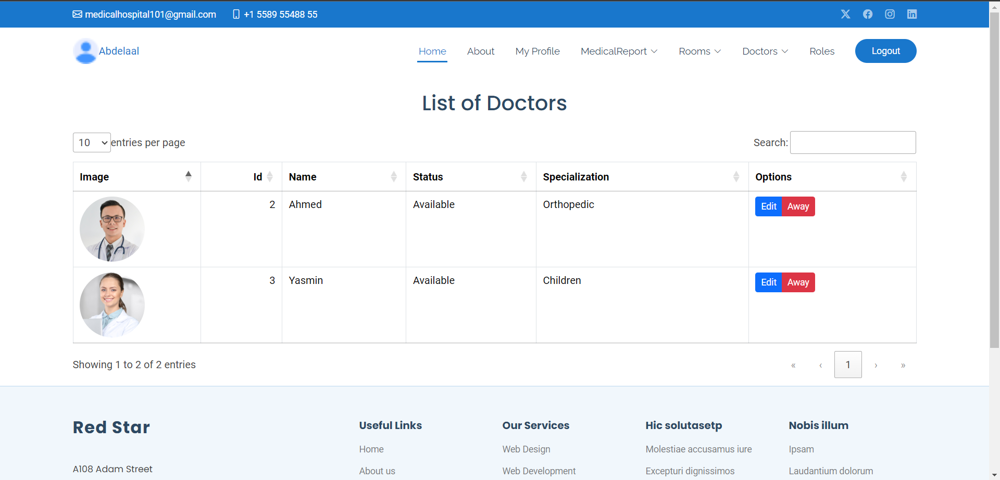 medicalhospital101@gmail.com +1 5589 55488 55
Abdelaal Home About My Profile MedicalReport Rooms Doctors Roles Logout
List of Doctors
10 entries per page Search:
Image Id Name Status Specialization Options
2 Ahmed Available Orthopedic Edit Away
3 Yasmin Available Children Edit Away
Showing 1 to 2 of 2 entries « ‹ 1 › »
Red Star Useful Links Our Services Hic solutasetp Nobis illum
Home Web Design Molestiae accusamus iure Ipsam
A108 Adam Street About us Web Development Excepturi dignissimos Laudantium dolorum